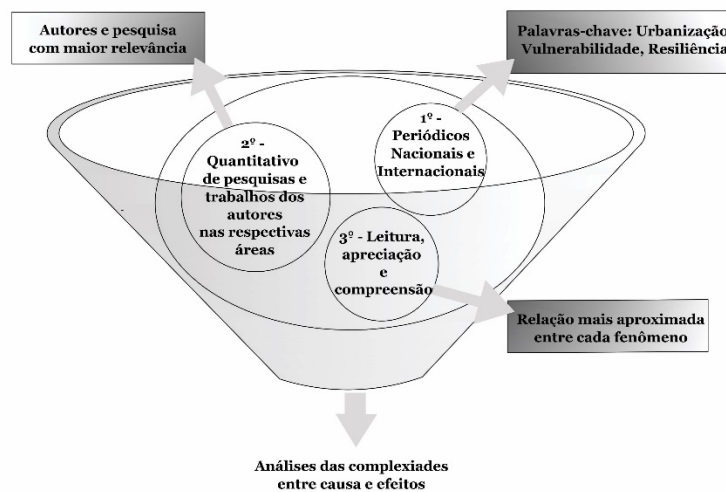 Autores e pesquisa
com maior relevância
Palavras-chave: Urbanização,
Vulnerabilidade, Resiliência
1º -
Periódicos
Nacionais e
Internacionais
2º -
Quantitativo
de pesquisas e
trabalhos dos
autores
nas respectivas
áreas
3º - Leitura,
apreciação
e
compreensão
Relação mais aproximada
entre cada fenômeno
Análises das complexiades
entre causa e efeitos